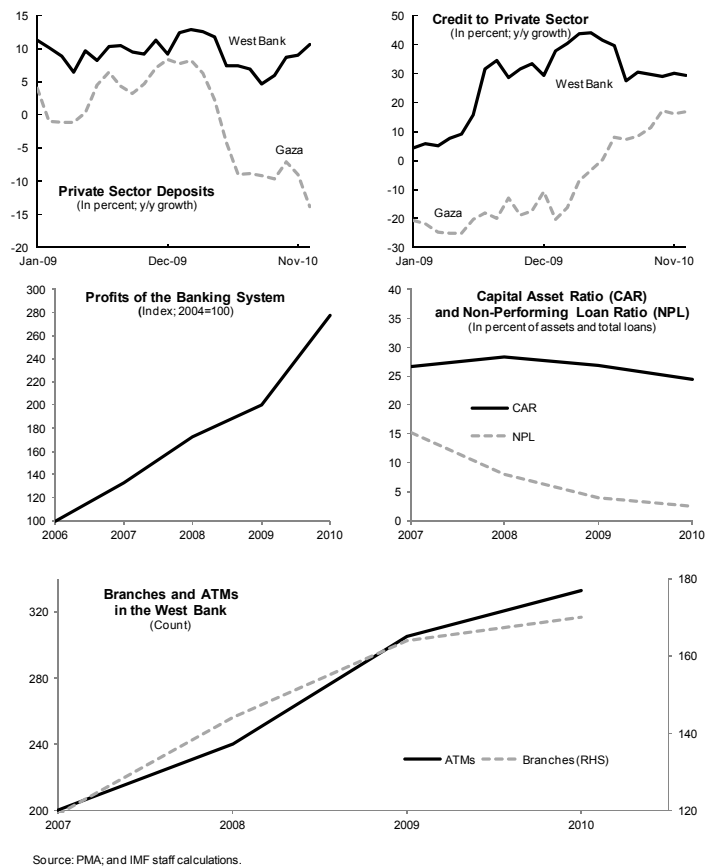 Private Sector Deposits
(In percent; y/y growth)
West Bank
Gaza
15
10
5
0
-5
-10
-15
-20
Jan-09
Dec-09
Nov-10
Credit to Private Sector
(In percent; y/y growth)
West Bank
Gaza
50
40
30
20
10
0
-10
-20
-30
Jan-09
Dec-09
Nov-10
Profits of the Banking System
(Index; 2004=100)
300
280
260
240
220
200
180
160
140
120
100
2006
2007
2008
2009
2010
Capital Asset Ratio (CAR)
and Non-Performing Loan Ratio (NPL)
(In percent of assets and total loans)
CAR
NPL
40
35
30
25
20
15
10
5
0
2007
2008
2009
2010
Branches and ATMs
in the West Bank
(Count)
320
280
240
200
180
160
140
120
ATMs
Branches (RHS)
2007
2008
2009
2010
Source: PMA; and IMF staff calculations.